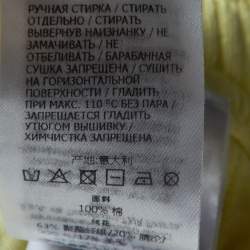 РУЧНАЯ СТИРКА / СТИРАТЬ
ОТДЕЛЬНО / СТИРАТЬ
ВЫВЕРНУВ НАИЗНАНКУ / НЕ
ЗАМАЧИВАТЬ / НЕ
ОТБЕЛИВАТЬ / БАРАБАННАЯ
СУШКА ЗАПРЕЩЕНА / СУШИТЬ
НА ГОРИЗОНТАЛЬНОЙ
ПОВЕРХНОСТИ / ГЛАДИТЬ
ПРИ МАКС. 110 °C БЕЗ ПАРА /
ЗАПРЕЩАЕТСЯ ГЛАДИТЬ
УТЮГОМ ВЫШИВКУ /
ХИМЧИСТКА ЗАПРЕЩЕНА
产地:意大利
面料
100% 棉